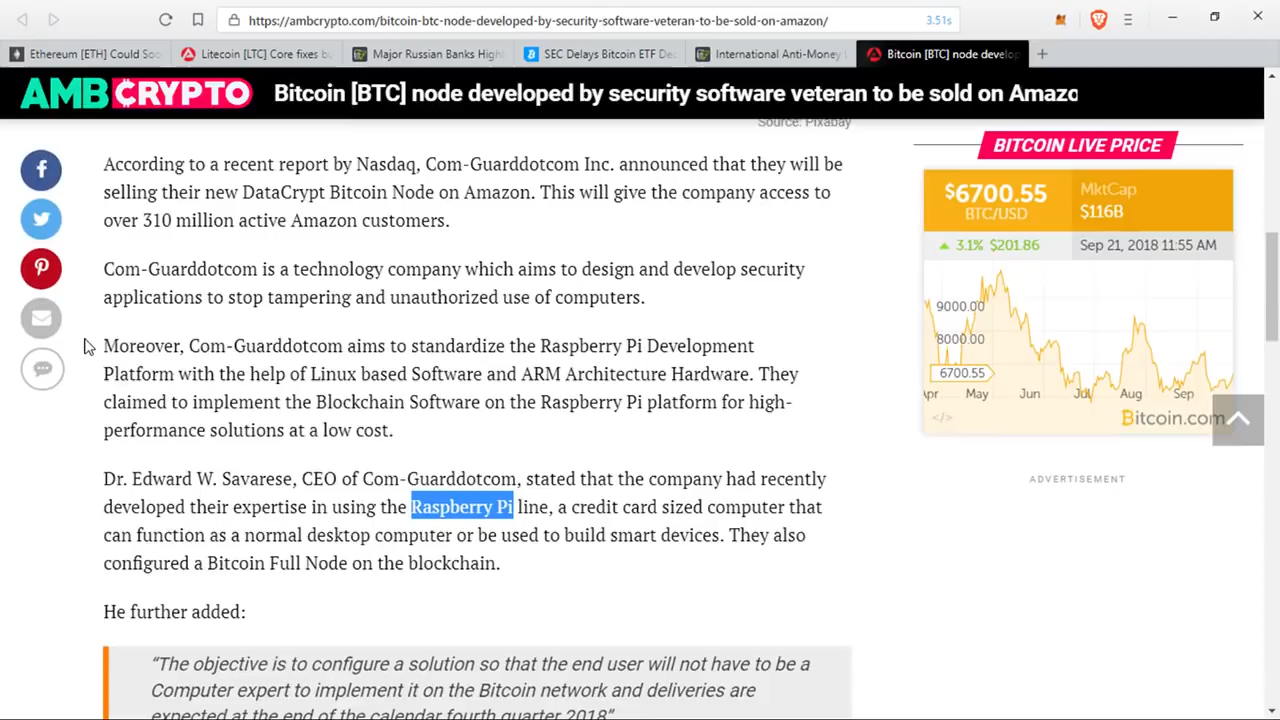 https://ambcrypto.com/bitcoin-btc-node-developed-by-security-software-veteran-to-be-sold-on-amazon/
3.51s
Ethereum [ETH] Could So
Litecoin [LTC] Core fixes b
Major Russian Banks High
SEC Delays Bitcoin ETF De
International Anti-Money
Bitcoin [BTC] node develo
AMBCRYPTO
Bitcoin [BTC] node developed by security software veteran to be sold on Amazo
Source: Pixabay
According to a recent report by Nasdaq, Com-Guarddotcom Inc. announced that they will be
selling their new DataCrypt Bitcoin Node on Amazon. This will give the company access to
over 310 million active Amazon customers.
Com-Guarddotcom is a technology company which aims to design and develop security
applications to stop tampering and unauthorized use of computers.
Moreover, Com-Guarddotcom aims to standardize the Raspberry Pi Development
Platform with the help of Linux based Software and ARM Architecture Hardware. They
claimed to implement the Blockchain Software on the Raspberry Pi platform for high-
performance solutions at a low cost.
Dr. Edward W. Savarese, CEO of Com-Guarddotcom, stated that the company had recently
developed their expertise in using the Raspberry Pi line, a credit card sized computer that
can function as a normal desktop computer or be used to build smart devices. They also
configured a Bitcoin Full Node on the blockchain.
He further added:
“The objective is to configure a solution so that the end user will not have to be a
Computer expert to implement it on the Bitcoin network and deliveries are
expected at the end of the calendar fourth quarter 2018”
BITCOIN LIVE PRICE
$6700.55
BTC/USD
MktCap
$116B
3.1% $201.86
Sep 21, 2018 11:55 AM
9000.00
8000.00
6700.55
Apr May Jun Jul Aug Sep
</>
Bitcoin.com
ADVERTISEMENT